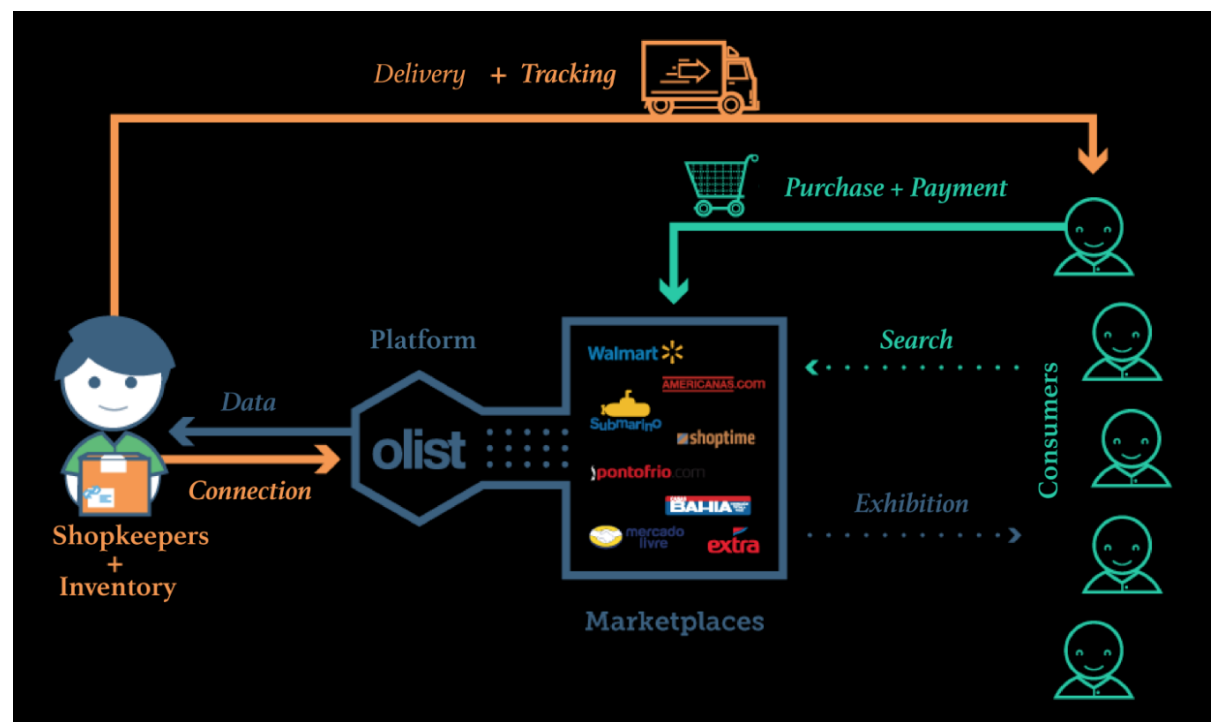 Delivery + Tracking
Purchase + Payment
Platform
Walmart
Search
AMERICANAS.com
Data
Submarino
olist
shoptime
Consumers
pontofrio.com
Connection
CASAS
BAHIA
Exhibition
Shopkeepers
+
Inventory
mercado
livre
extra
Marketplaces